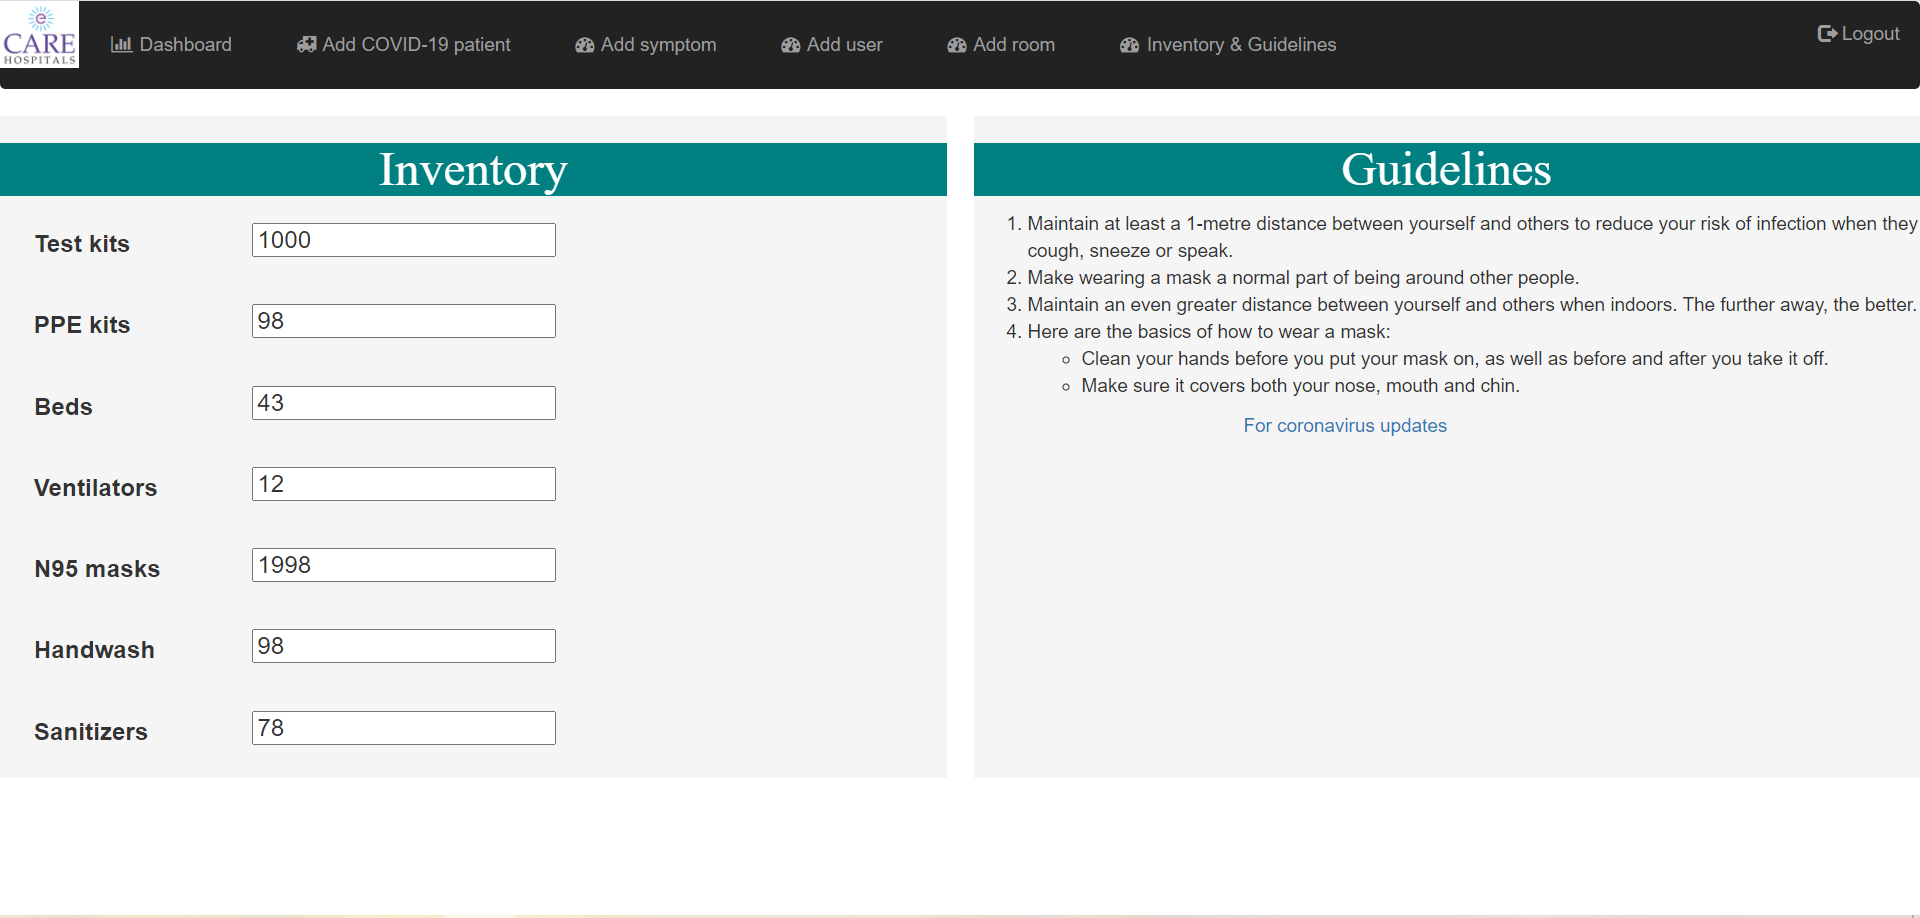 e
CARE
HOSPITALS
Dashboard
Add COVID-19 patient
Add symptom
Add user
Add room
Inventory & Guidelines
Logout
Inventory
Test kits 1000
PPE kits 98
Beds 43
Ventilators 12
N95 masks 1998
Handwash 98
Sanitizers 78
Guidelines
1. Maintain at least a 1-metre distance between yourself and others to reduce your risk of infection when they
cough, sneeze or speak.
2. Make wearing a mask a normal part of being around other people.
3. Maintain an even greater distance between yourself and others when indoors. The further away, the better.
4. Here are the basics of how to wear a mask:
Clean your hands before you put your mask on, as well as before and after you take it off.
Make sure it covers both your nose, mouth and chin.
For coronavirus updates